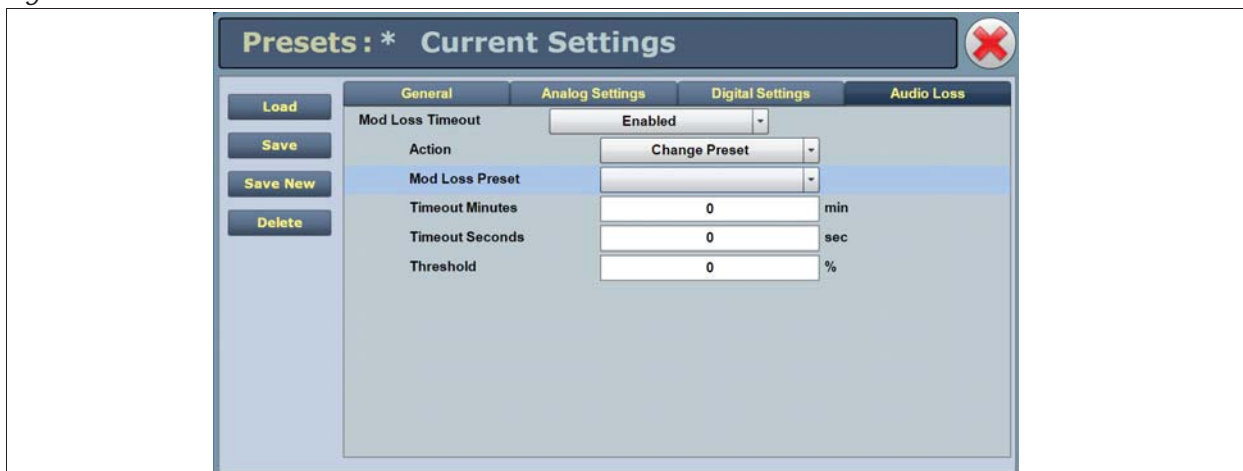 Presets: * Current Settings
Load
Save
Save New
Delete
General Analog Settings Digital Settings Audio Loss
Mod Loss Timeout Enabled
Action Change Preset
Mod Loss Preset
Timeout Minutes 0 min
Timeout Seconds 0 sec
Threshold 0 %